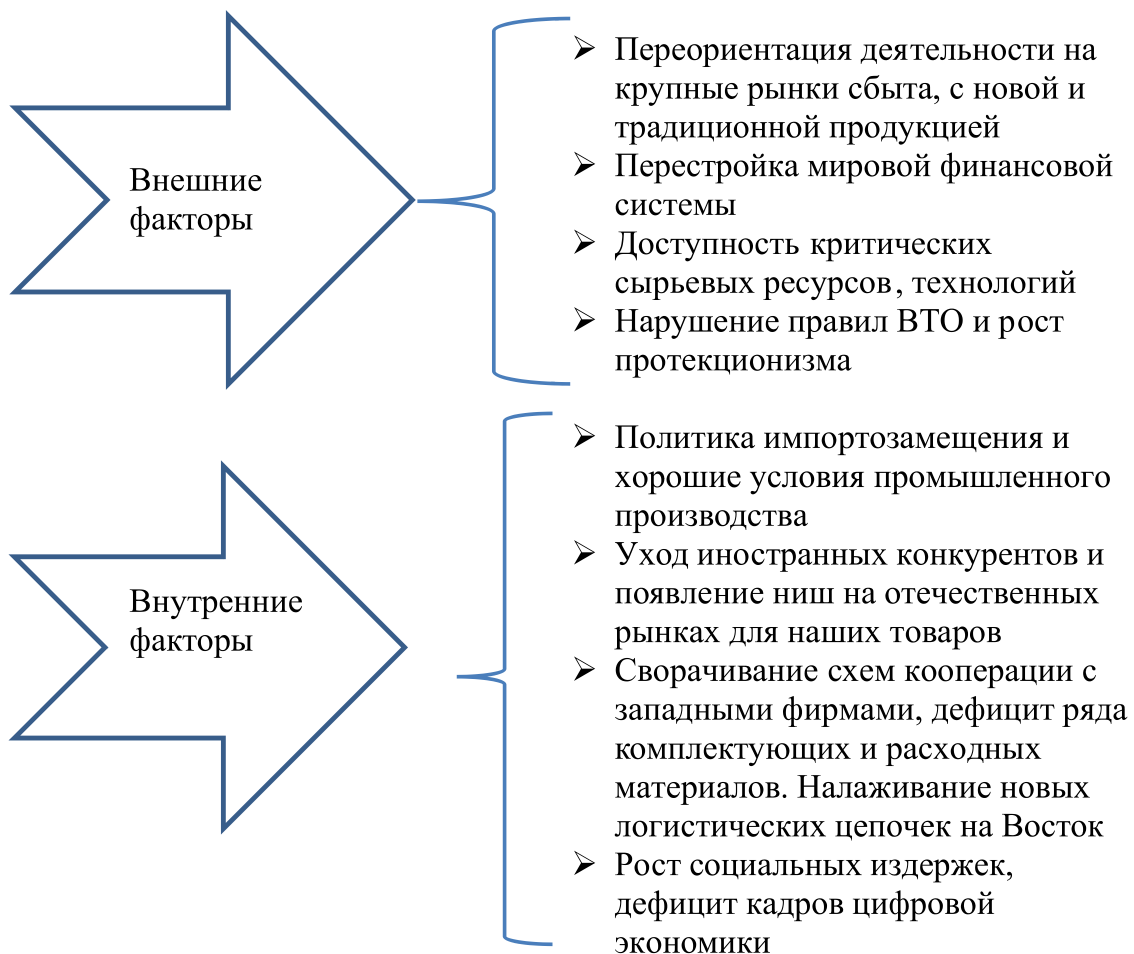 Внешние
факторы
Переориентация деятельности на
крупные рынки сбыта, с новой и
традиционной продукцией
Перестройка мировой финансовой
системы
Доступность критических
сырьевых ресурсов, технологий
Нарушение правил ВТО и рост
протекционизма
Внутренние
факторы
Политика импортозамещения и
хорошие условия промышленного
производства
Уход иностранных конкурентов и
появление ниш на отечественных
рынках для наших товаров
Сворачивание схем кооперации с
западными фирмами, дефицит ряда
комплектующих и расходных
материалов. Налаживание новых
логистических цепочек на Восток
Рост социальных издержек,
дефицит кадров цифровой
экономики